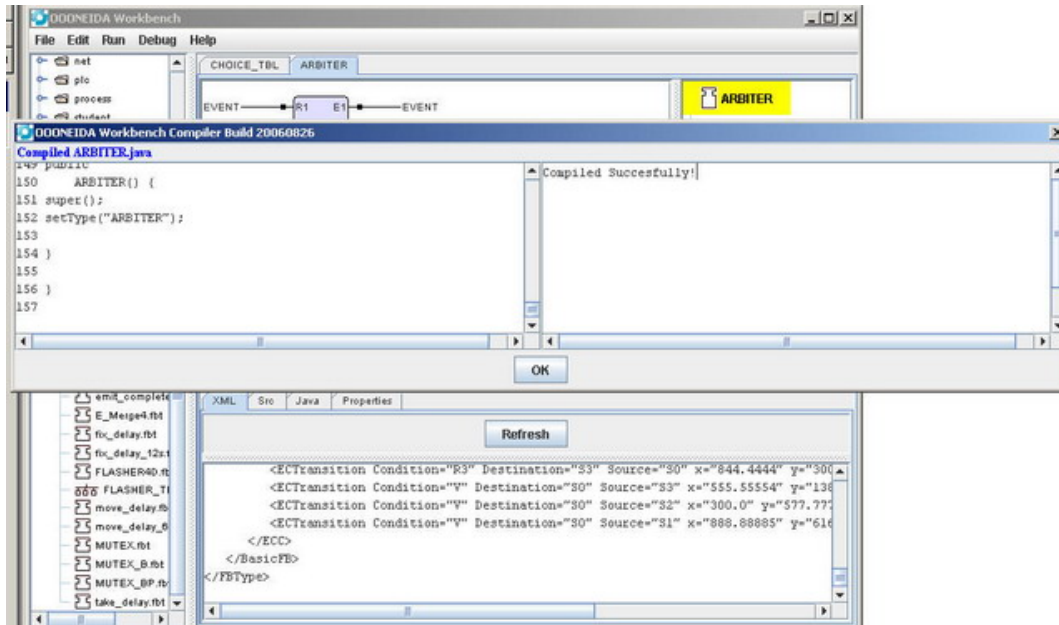 OOONEIDA Workbench
File Edit Run Debug Help
net
plc
process
student
CHOICE_TBL ARBITER
EVENT R1 E1 EVENT
ARBITER
OOONEIDA Workbench Compiler Build 20060826
Compiled ARBITER.java
149 public
150 ARBITER() {
151 super();
152 setType("ARBITER");
153
154 }
155
156 }
157
Compiled Succesfully!
OK
emit_complete
E_Merge4.fbt
fix_delay.fbt
fix_delay_12s.t
FLASHER4D.fb
FLASHER_TE
move_delay.fb
move_delay_6
MUTEX.fbt
MUTEX_B.fbt
MUTEX_BP.fb
take_delay.fbt
XML Src Java Properties
Refresh
<ECTransition Condition="R3" Destination="S3" Source="S0" x="844.4444" y="300
<ECTransition Condition="V" Destination="S0" Source="S3" x="555.55554" y="138
<ECTransition Condition="V" Destination="S0" Source="S2" x="300.0" y="577.777
<ECTransition Condition="V" Destination="S0" Source="S1" x="888.88885" y="616
</ECC>
</BasicFB>
</FBType>